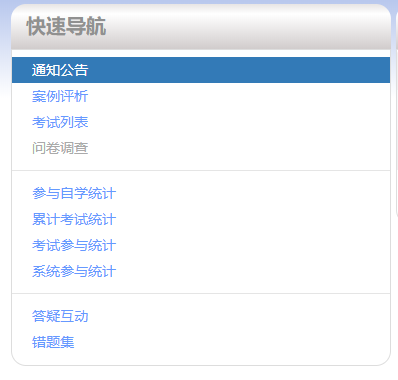 快速导航
通知公告
案例评析
考试列表
问卷调查
参与自学统计
累计考试统计
考试参与统计
系统参与统计
答疑互动
错题集